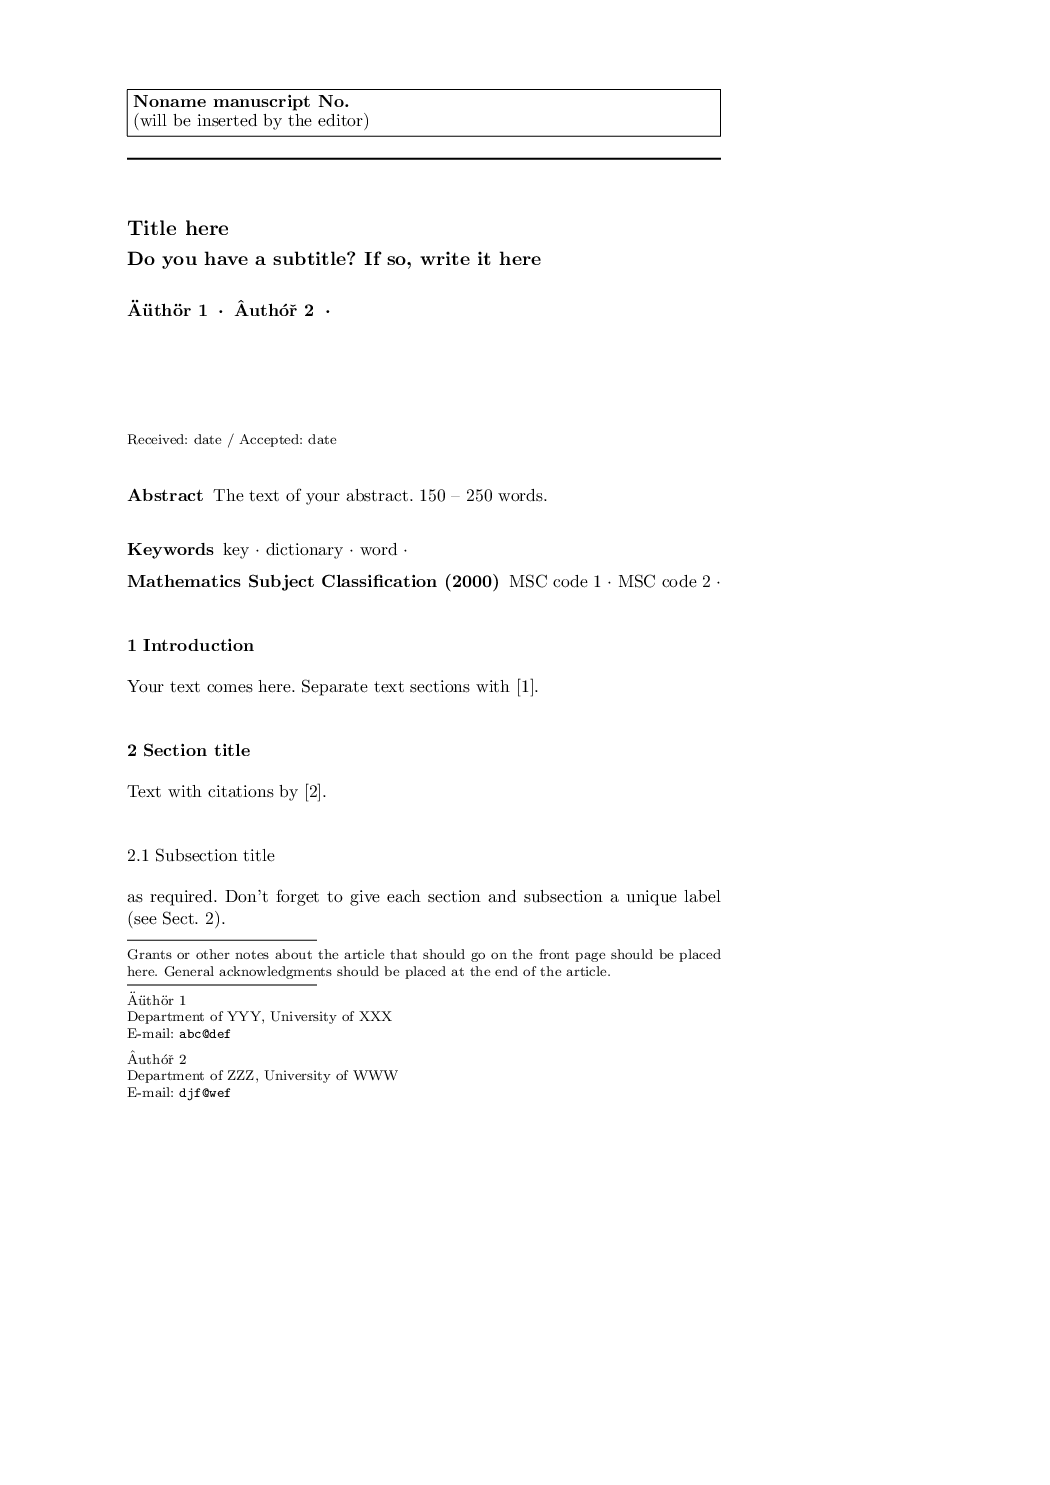 Noname manuscript No.
(will be inserted by the editor)
Title here
Do you have a subtitle? If so, write it here
Äüthör 1 · Âuthóř 2 ·
Received: date / Accepted: date
Abstract The text of your abstract. 150 – 250 words.
Keywords key · dictionary · word ·
Mathematics Subject Classification (2000) MSC code 1 · MSC code 2 ·
1 Introduction
Your text comes here. Separate text sections with [1].
2 Section title
Text with citations by [2].
2.1 Subsection title
as required. Don't forget to give each section and subsection a unique label
(see Sect. 2).
Grants or other notes about the article that should go on the front page should be placed
here. General acknowledgments should be placed at the end of the article.
Äüthör 1
Department of YYY, University of XXX
E-mail: abc@def
Âuthóř 2
Department of ZZZ, University of WWW
E-mail: djf@wef